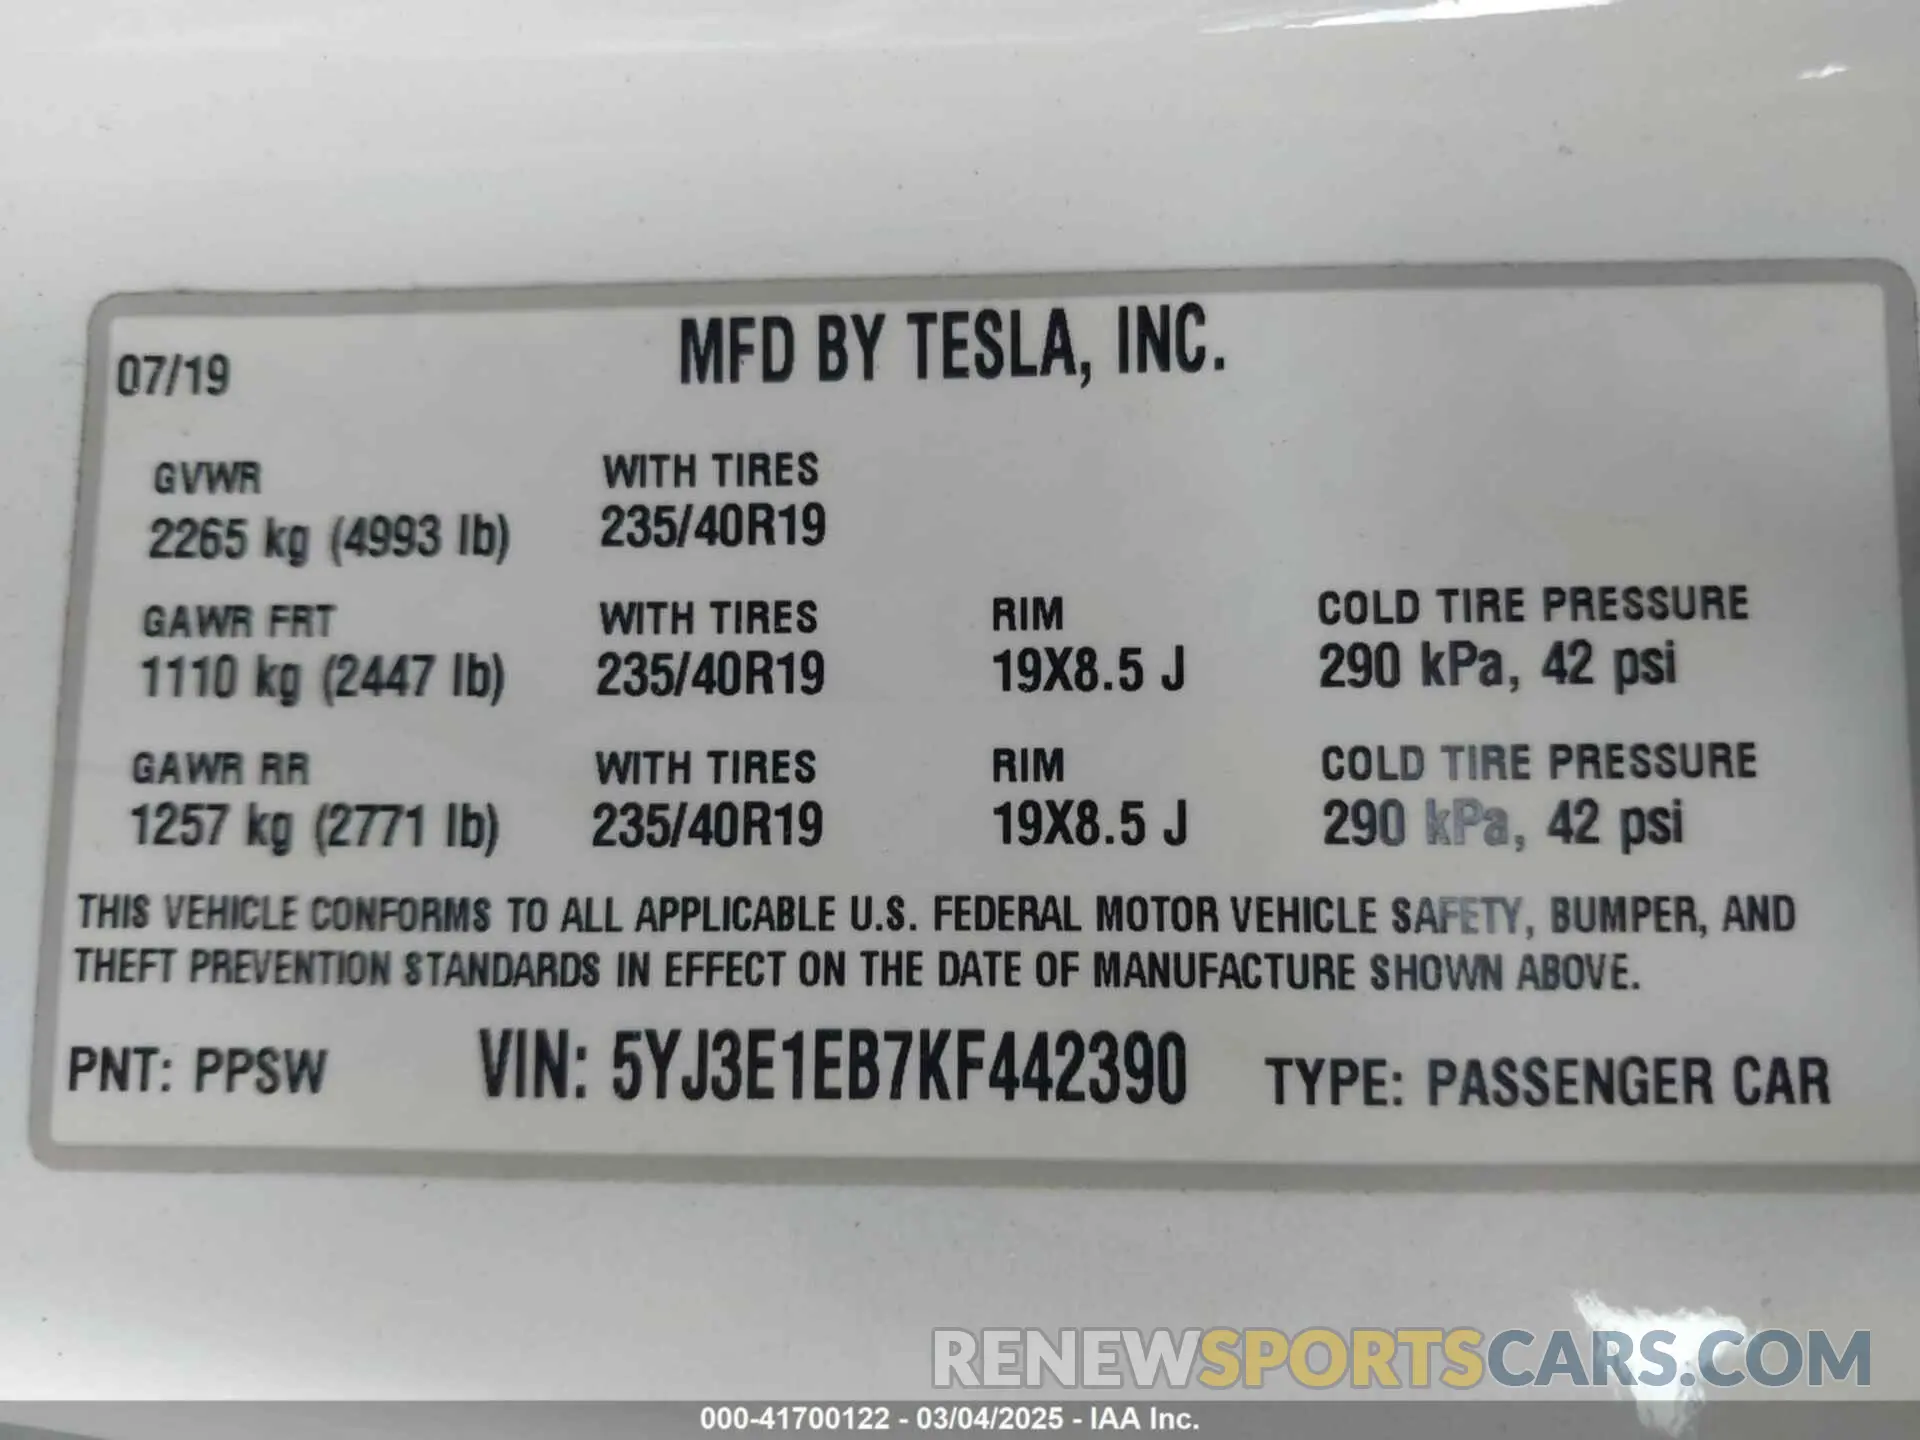 MFD BY TESLA, INC.
07/19
GVWR WITH TIRES
2265 kg (4993 lb) 235/40R19
GAWR FRT WITH TIRES RIM COLD TIRE PRESSURE
1110 kg (2447 lb) 235/40R19 19X8.5 J 290 kPa, 42 psi
GAWR RR WITH TIRES RIM COLD TIRE PRESSURE
1257 kg (2771 lb) 235/40R19 19X8.5 J 290 kPa, 42 psi
THIS VEHICLE CONFORMS TO ALL APPLICABLE U.S. FEDERAL MOTOR VEHICLE SAFETY, BUMPER, AND
THEFT PREVENTION STANDARDS IN EFFECT ON THE DATE OF MANUFACTURE SHOWN ABOVE.
PNT: PPSW VIN: 5YJ3E1EB7KF442390 TYPE: PASSENGER CAR
RENEWSPORTSCARS.COM
000-41700122 - 03/04/2025 - IAA Inc.